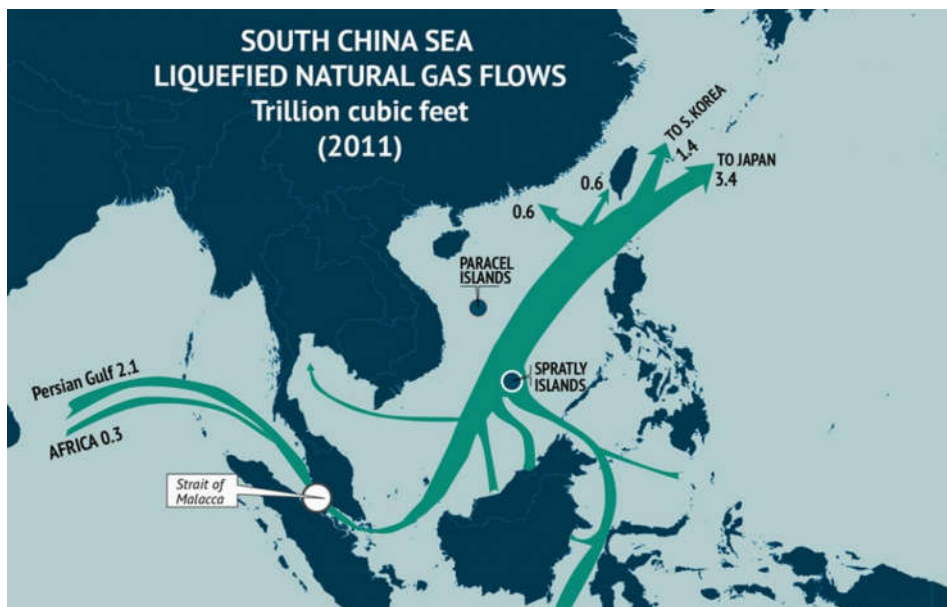 SOUTH CHINA SEA
LIQUEFIED NATURAL GAS FLOWS
Trillion cubic feet
(2011)
TO S. KOREA
1.4
TO JAPAN
3.4
0.6
0.6
PARACEL
ISLANDS
SPRATLY
ISLANDS
Persian Gulf 2.1
AFRICA 0.3
Strait of
Malacca